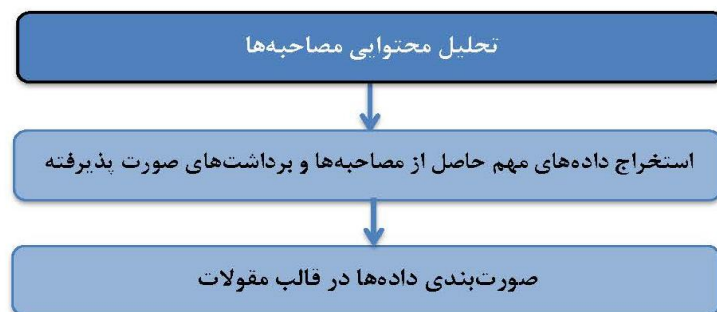 تحلیل محتوایی مصاحبه‌ها
استخراج داده‌های مهم حاصل از مصاحبه‌ها و برداشت‌های صورت پذیرفته
صورت‌بندی داده‌ها در قالب مقولات